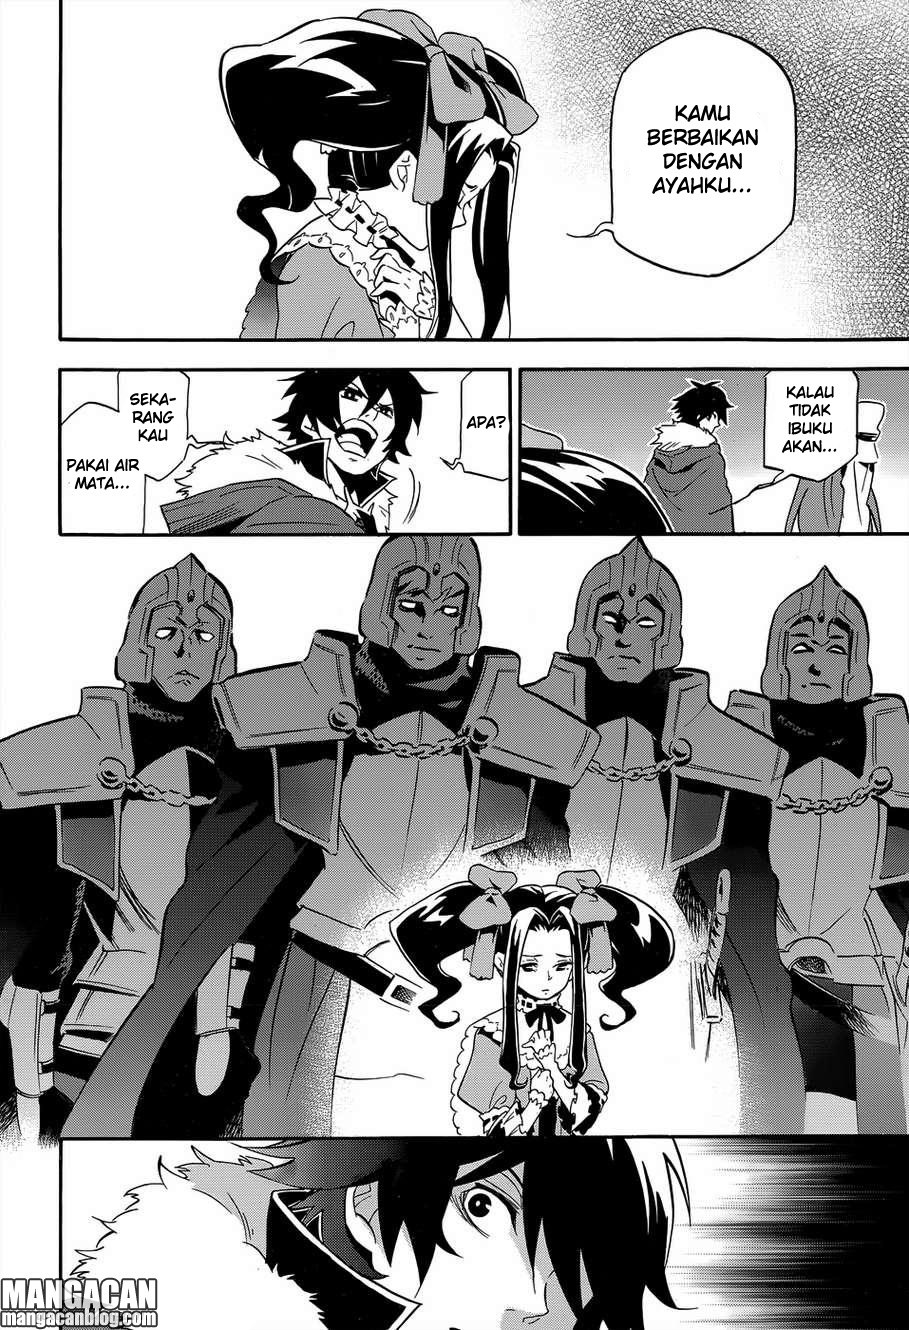 KAMU
BERBAIKAN
DENGAN
AYAHKU...
KALAU
TIDAK
IBUKU
AKAN...
APA?
SEKA-
RANG
KAU
PAKAI AIR
MATA...
MANGACAN
mangacanblog.com